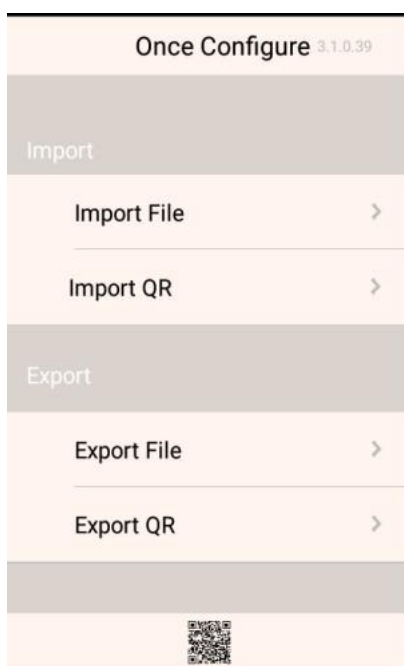 Once Configure 3.1.0.39
Import
Import File
Import QR
Export
Export File
Export QR